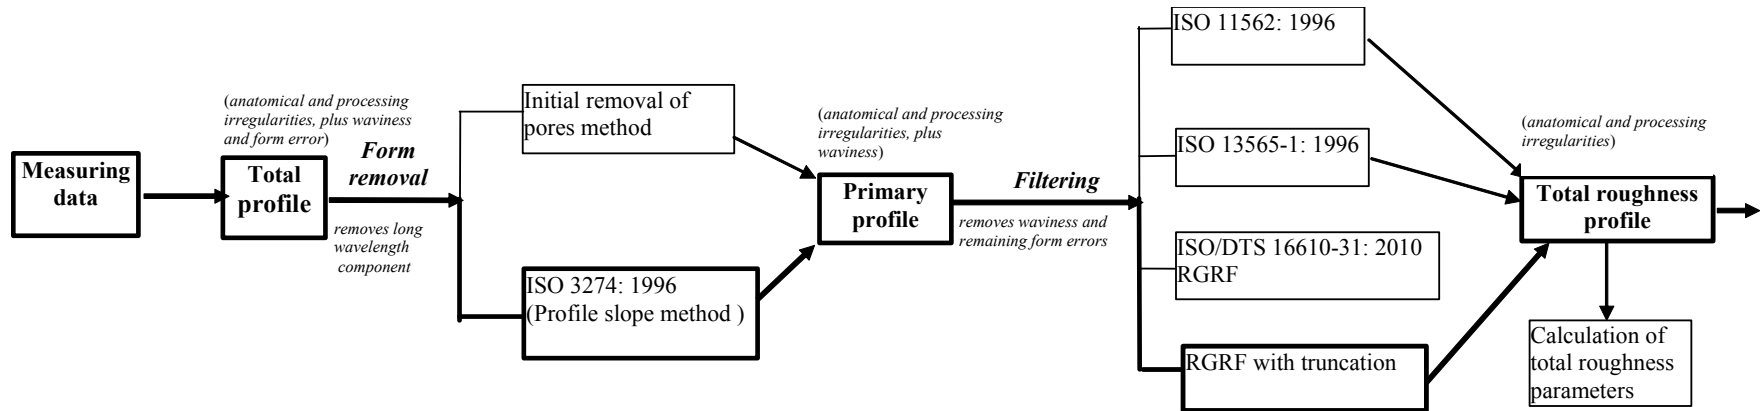 Measuring
data
(anatomical and processing
irregularities, plus waviness
and form error)
Total
profile
Form
removal
removes long
wavelength
component
Initial removal of
pores method
ISO 3274: 1996
(Profile slope method )
(anatomical and processing
irregularities, plus
waviness)
Primary
profile
Filtering
removes waviness and
remaining form errors
ISO 11562: 1996
ISO 13565-1: 1996
ISO/DTS 16610-31: 2010
RGRF
RGRF with truncation
(anatomical and processing
irregularities)
Total roughness
profile
Calculation of
total roughness
parameters